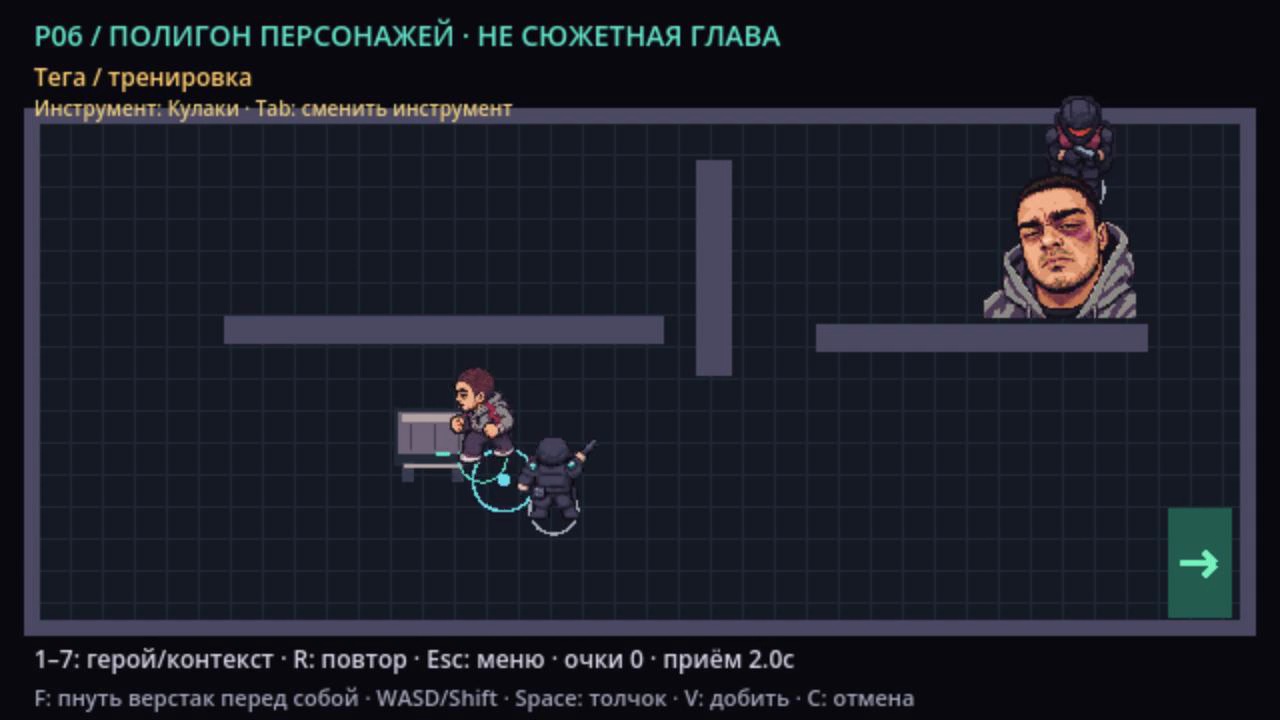 P06 / ПОЛИГОН ПЕРСОНАЖЕЙ · НЕ СЮЖЕТНАЯ ГЛАВА
Тега / тренировка
Инструмент: Кулаки · Tab: сменить инструмент
→
1–7: герой/контекст · R: повтор · Esc: меню · очки 0 · приём 2.0с
F: пнуть верстак перед собой · WASD/Shift · Space: толчок · V: добить · C: отмена